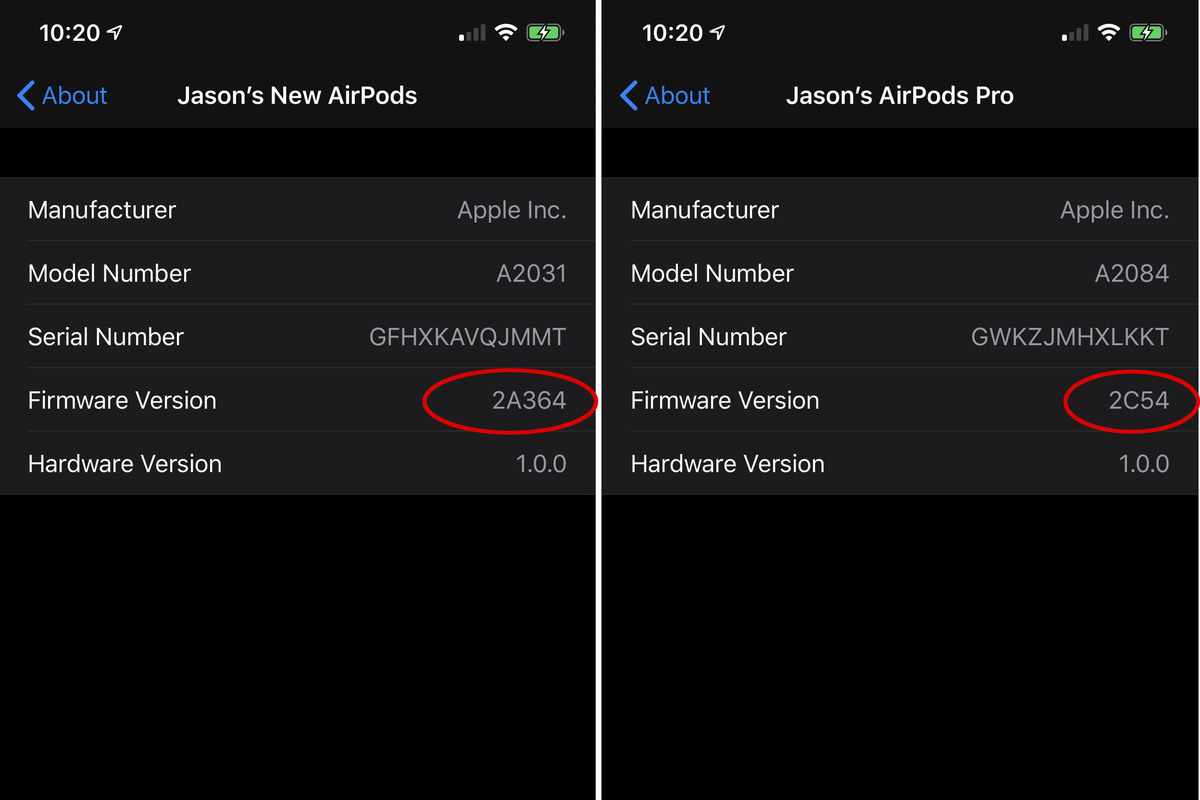 10:20
About
Jason’s New AirPods
Manufacturer Apple Inc.
Model Number A2031
Serial Number GFHXKAVQJMMT
Firmware Version 2A364
Hardware Version 1.0.0
10:20
About
Jason’s AirPods Pro
Manufacturer Apple Inc.
Model Number A2084
Serial Number GWKZJMHXLKKT
Firmware Version 2C54
Hardware Version 1.0.0